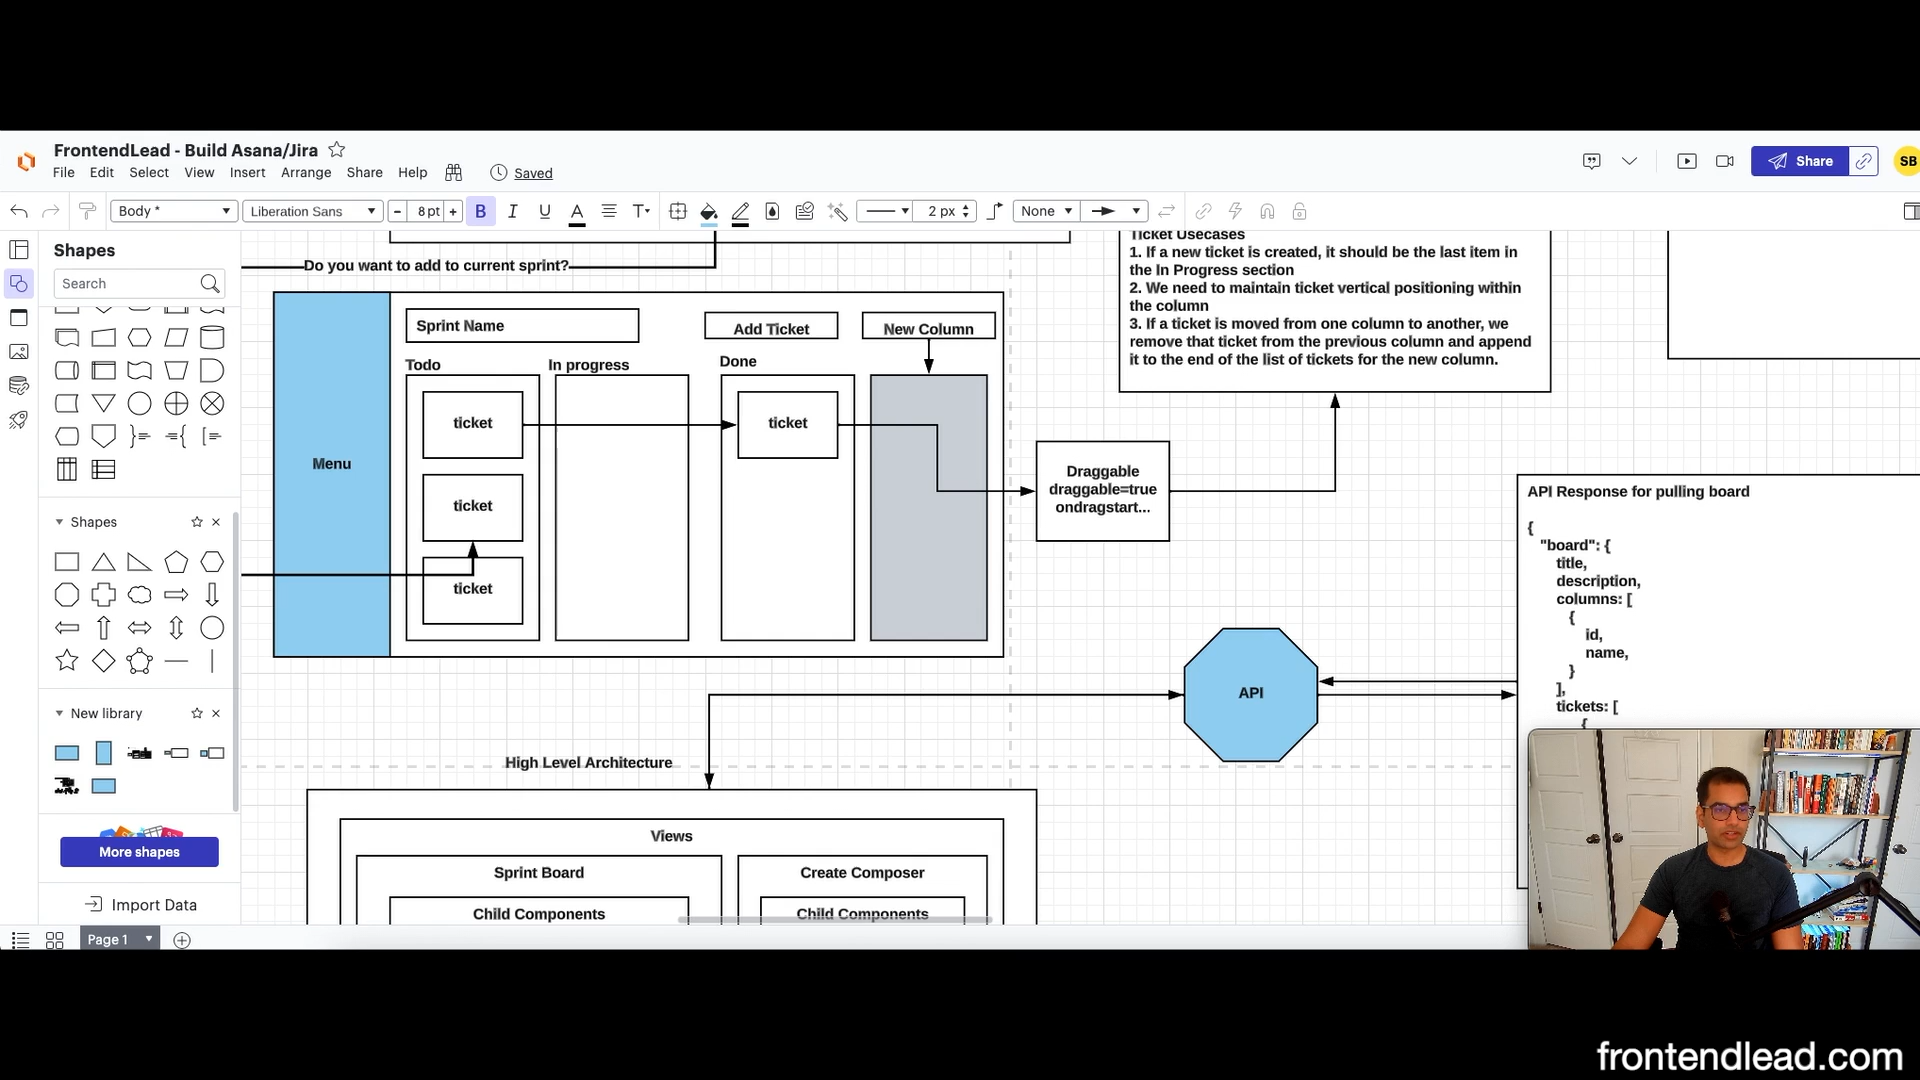 FrontendLead - Build Asana/Jira
File Edit Select View Insert Arrange Share Help Saved
Share
SB
Body *
Liberation Sans
- 8 pt +
B I U A T
2 px
None
Shapes
Search
Shapes
New library
More shapes
Import Data
Page 1
Do you want to add to current sprint?
Menu
Sprint Name
Add Ticket
New Column
Todo
In progress
Done
ticket
ticket
ticket
ticket
Ticket Usecases
1. If a new ticket is created, it should be the last item in
the In Progress section
2. We need to maintain ticket vertical positioning within
the column
3. If a ticket is moved from one column to another, we
remove that ticket from the previous column and append
it to the end of the list of tickets for the new column.
Draggable
draggable=true
ondragstart...
API
API Response for pulling board
{
"board": {
title,
description,
columns: [
{
id,
name,
}
],
tickets: [
{
High Level Architecture
Views
Sprint Board
Create Composer
Child Components
Child Components
frontendlead.com